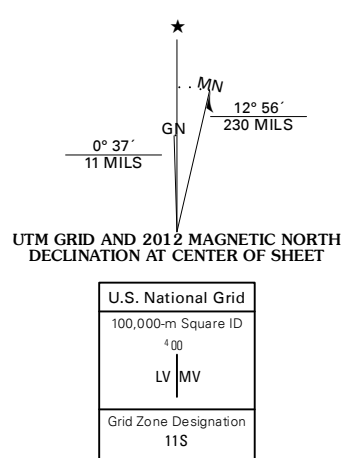 ★
MN
GN
12° 56´
230 MILS
0° 37´
11 MILS
UTM GRID AND 2012 MAGNETIC NORTH
DECLINATION AT CENTER OF SHEET
U.S. National Grid
100,000-m Square ID
⁴00
LV MV
Grid Zone Designation
11S